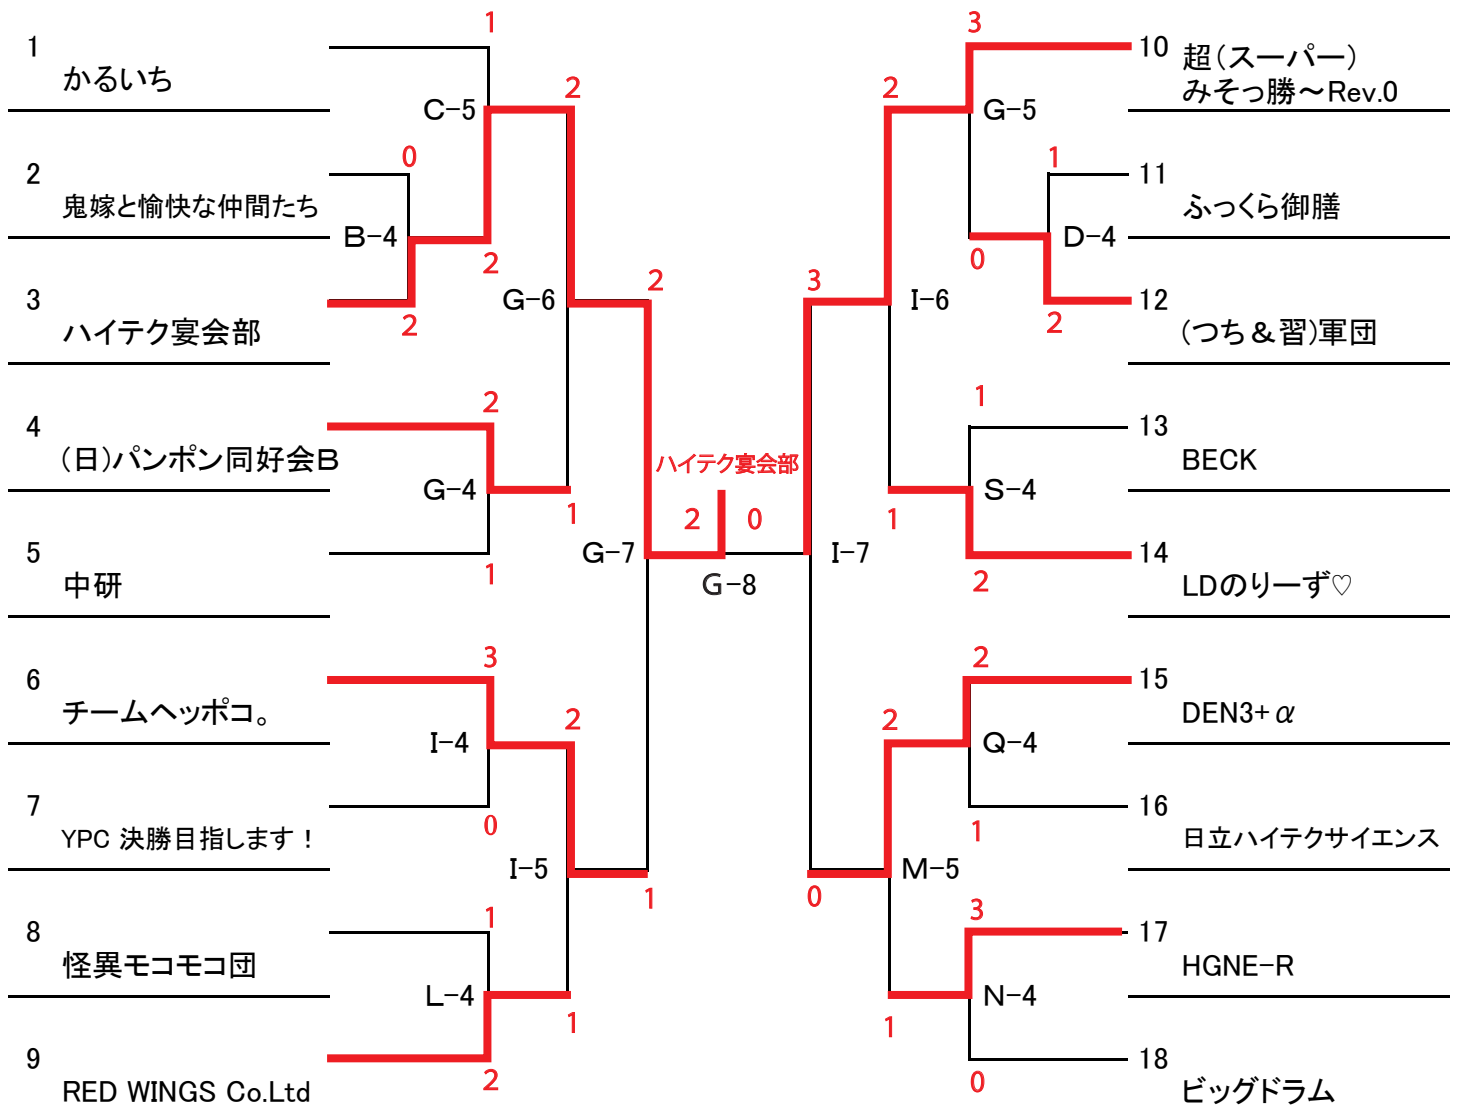 1
かるいち
2
鬼嫁と愉快な仲間たち
3
ハイテク宴会部
4
(日)パンポン同好会B
5
中研
6
チームヘッポコ。
7
YPC 決勝目指します！
8
怪異モコモコ団
9
RED WINGS Co.Ltd
1
C-5
0
B-4
2
2
2
G-6
2
G-4
1
1
2
G-7
3
I-4
0
2
I-5
1
1
L-4
1
2
ハイテク宴会部
2 0
G-8
3
I-7
2
I-6
3
G-5
1
D-4
0
2
1
S-4
1
2
2
Q-4
1
2
M-5
0
3
N-4
1
0
10
超(スーパー)
みそっ勝～Rev.0
11
ふっくら御膳
12
(つち＆習)軍団
13
BECK
14
LDのりーず♡
15
DEN3+α
16
日立ハイテクサイエンス
17
HGNE-R
18
ビッグドラム